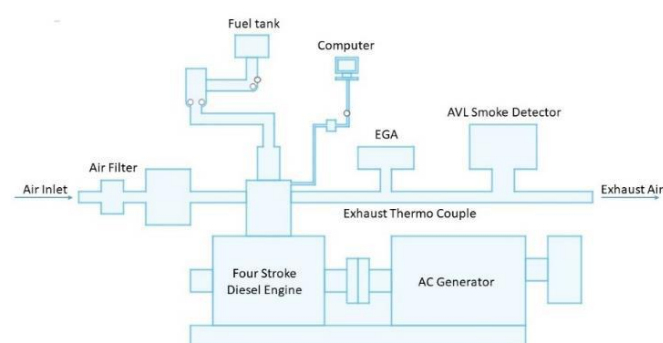 Fuel tank
Computer
AVL Smoke Detector
EGA
Air Filter
Air Inlet
Exhaust Air
Exhaust Thermo Couple
Four Stroke
Diesel Engine
AC Generator